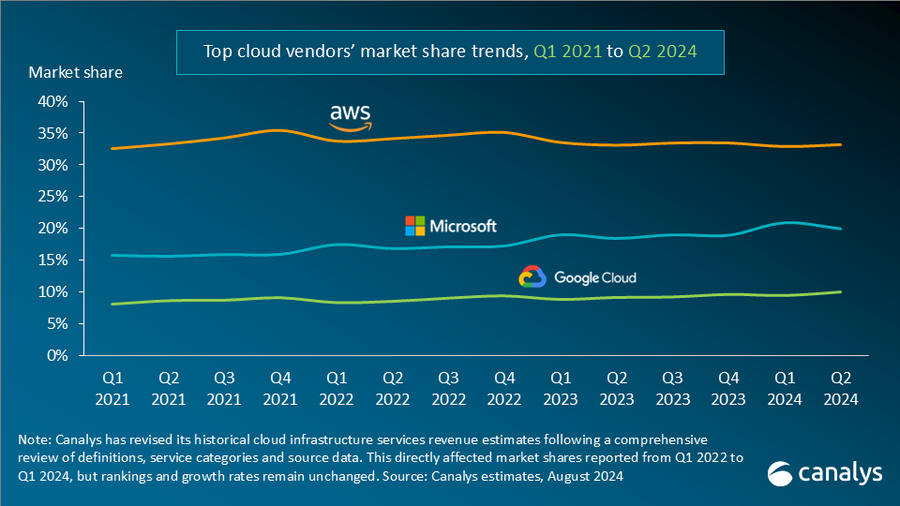 Top cloud vendors’ market share trends, Q1 2021 to Q2 2024
Market share
40%
35%
30%
25%
20%
15%
10%
5%
0%
aws
Microsoft
Google Cloud
Q1 Q2 Q3 Q4 Q1 Q2 Q3 Q4 Q1 Q2 Q3 Q4 Q1 Q2
2021 2021 2021 2021 2022 2022 2022 2022 2023 2023 2023 2023 2024 2024
Note: Canalys has revised its historical cloud infrastructure services revenue estimates following a comprehensive
review of definitions, service categories and source data. This directly affected market shares reported from Q1 2022 to
Q1 2024, but rankings and growth rates remain unchanged. Source: Canalys estimates, August 2024
canalys